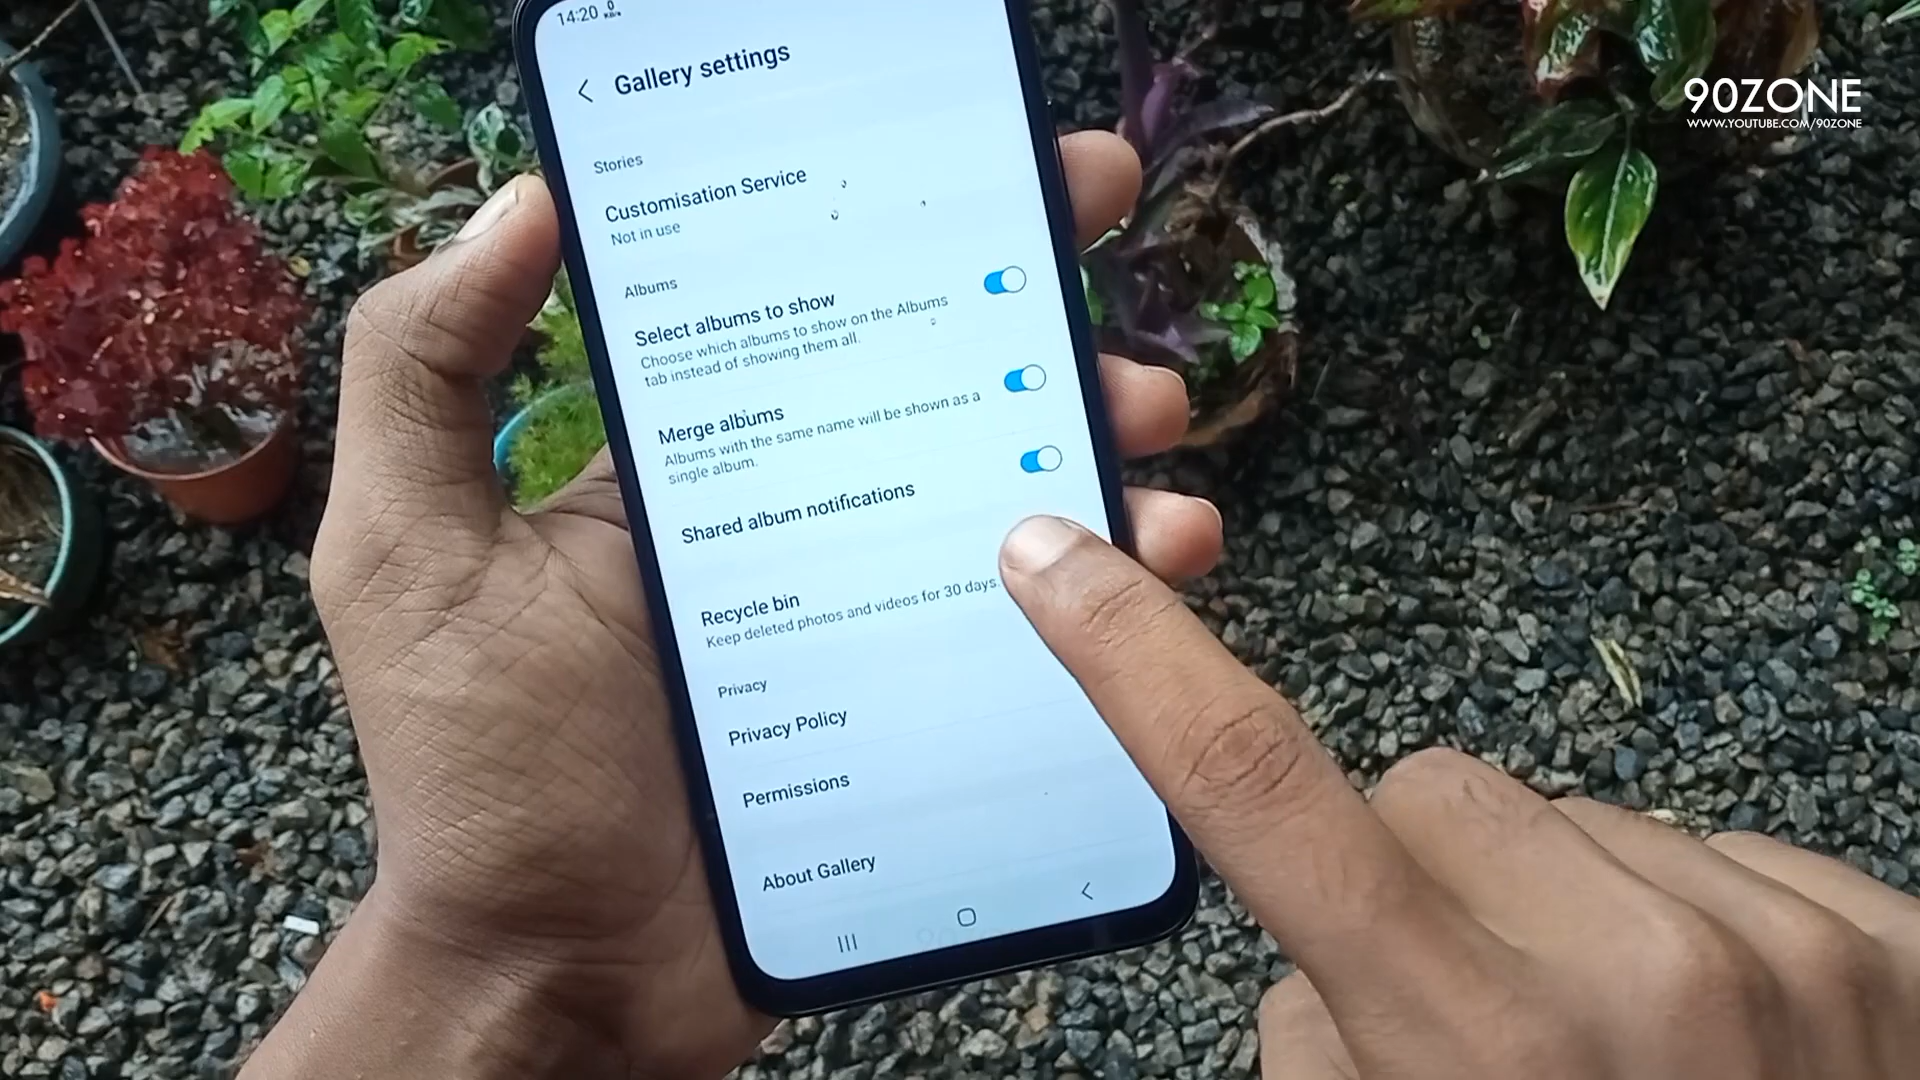 14:20 0 KB/s
Gallery settings
Stories
Customisation Service
Not in use
Albums
Select albums to show
Choose which albums to show on the Albums
tab instead of showing them all.
Merge albums
Albums with the same name will be shown as a
single album.
Shared album notifications
Recycle bin
Keep deleted photos and videos for 30 days.
Privacy
Privacy Policy
Permissions
About Gallery
90ZONE
WWW.YOUTUBE.COM/90ZONE